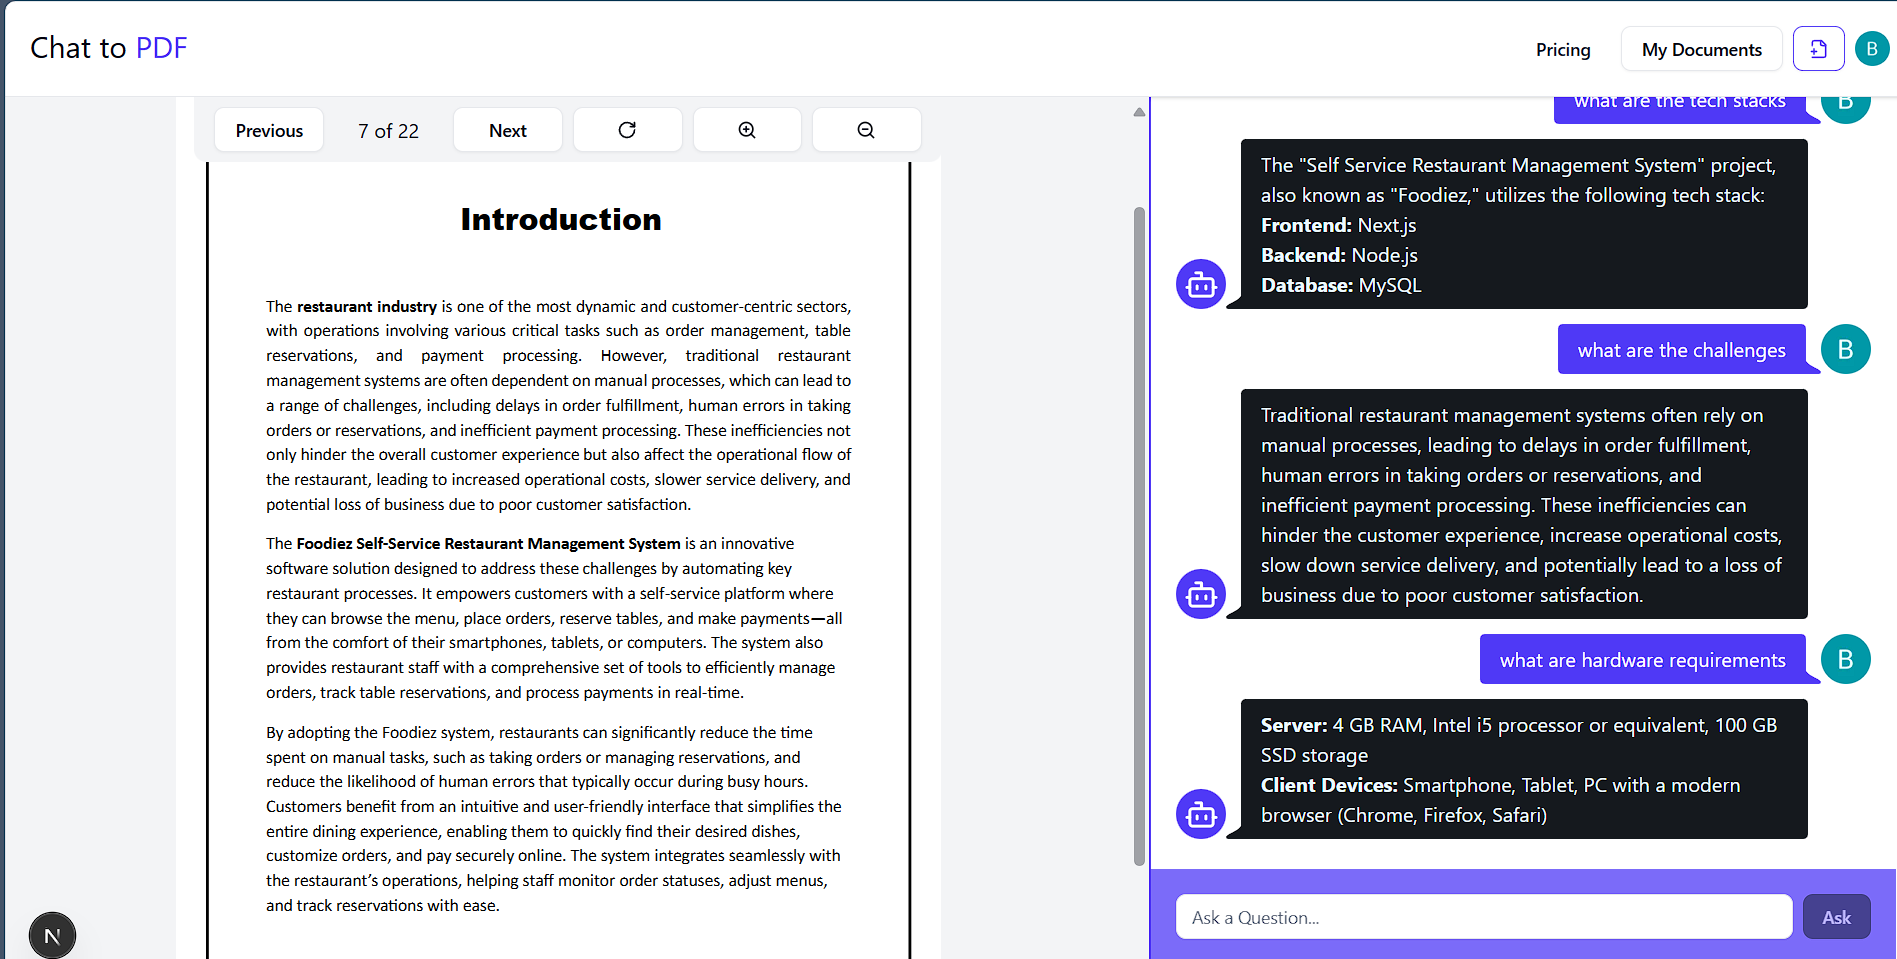 Chat to PDF
Pricing
My Documents
B
Previous
7 of 22
Next
Introduction
The restaurant industry is one of the most dynamic and customer-centric sectors,
with operations involving various critical tasks such as order management, table
reservations, and payment processing. However, traditional restaurant
management systems are often dependent on manual processes, which can lead to
a range of challenges, including delays in order fulfillment, human errors in taking
orders or reservations, and inefficient payment processing. These inefficiencies not
only hinder the overall customer experience but also affect the operational flow of
the restaurant, leading to increased operational costs, slower service delivery, and
potential loss of business due to poor customer satisfaction.
The Foodiez Self-Service Restaurant Management System is an innovative
software solution designed to address these challenges by automating key
restaurant processes. It empowers customers with a self-service platform where
they can browse the menu, place orders, reserve tables, and make payments—all
from the comfort of their smartphones, tablets, or computers. The system also
provides restaurant staff with a comprehensive set of tools to efficiently manage
orders, track table reservations, and process payments in real-time.
By adopting the Foodiez system, restaurants can significantly reduce the time
spent on manual tasks, such as taking orders or managing reservations, and
reduce the likelihood of human errors that typically occur during busy hours.
Customers benefit from an intuitive and user-friendly interface that simplifies the
entire dining experience, enabling them to quickly find their desired dishes,
customize orders, and pay securely online. The system integrates seamlessly with
the restaurant’s operations, helping staff monitor order statuses, adjust menus,
and track reservations with ease.
N
what are the tech stacks
B
The "Self Service Restaurant Management System" project,
also known as "Foodiez," utilizes the following tech stack:
Frontend: Next.js
Backend: Node.js
Database: MySQL
what are the challenges
B
Traditional restaurant management systems often rely on
manual processes, leading to delays in order fulfillment,
human errors in taking orders or reservations, and
inefficient payment processing. These inefficiencies can
hinder the customer experience, increase operational costs,
slow down service delivery, and potentially lead to a loss of
business due to poor customer satisfaction.
what are hardware requirements
B
Server: 4 GB RAM, Intel i5 processor or equivalent, 100 GB
SSD storage
Client Devices: Smartphone, Tablet, PC with a modern
browser (Chrome, Firefox, Safari)
Ask a Question...
Ask